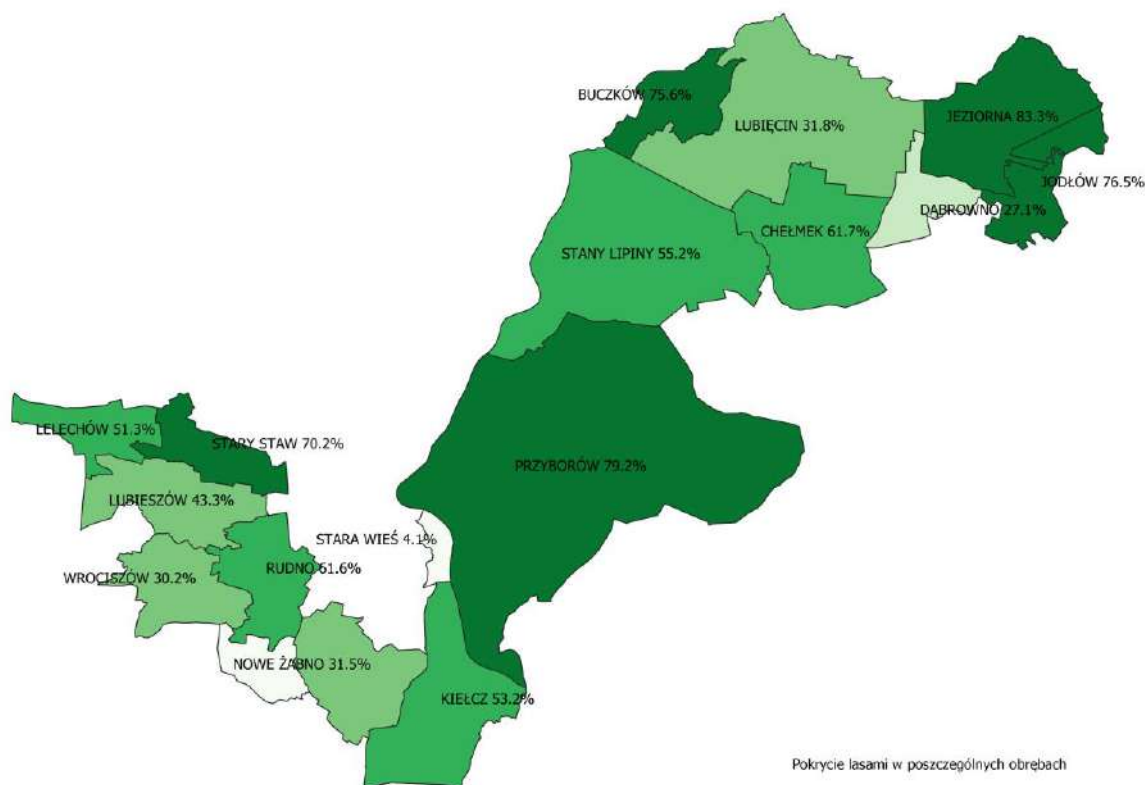 BUCZKÓW 75.6%
LUBIĘCIN 31.8%
JEZIORNA 83.3%
JODŁÓW 76.5%
DĄBROWNO 27.1%
CHEŁMEK 61.7%
STANY LIPINY 55.2%
LELECHÓW 51.3%
STARY STAW 70.2%
PRZYBORÓW 79.2%
LUBIESZÓW 43.3%
STARA WIEŚ 4.1%
WROCISZÓW 30.2%
RUDNO 61.6%
NOWE ŻABNO 31.5%
KIEŁCZ 53.2%
Pokrycie lasami w poszczególnych obrębach